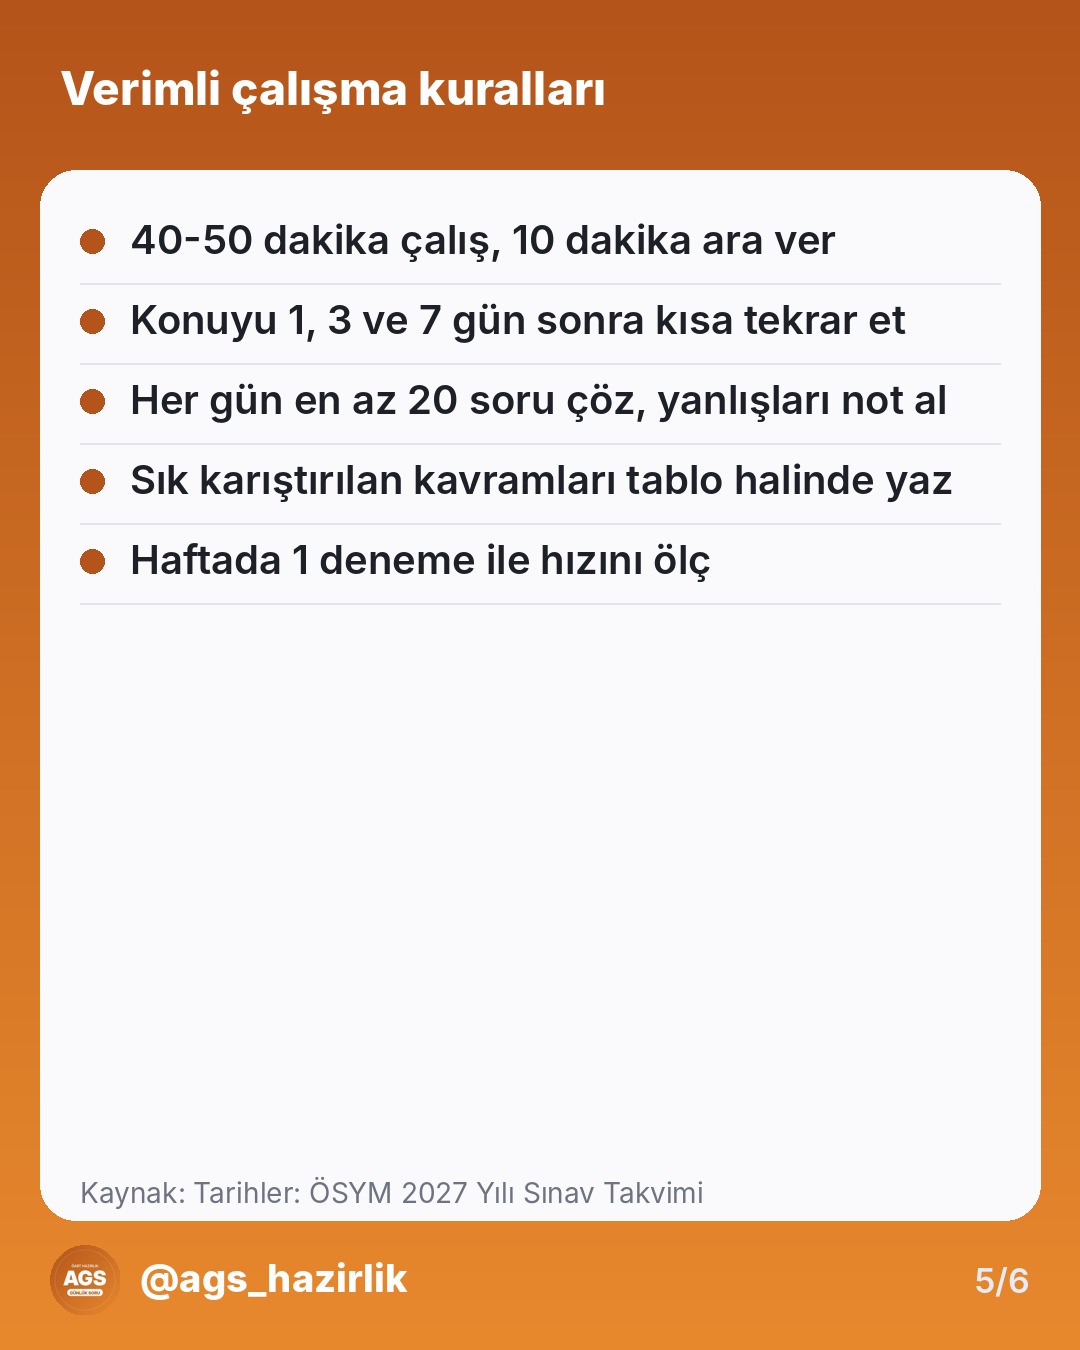 Verimli çalışma kuralları
40-50 dakika çalış, 10 dakika ara ver
Konuyu 1, 3 ve 7 gün sonra kısa tekrar et
Her gün en az 20 soru çöz, yanlışları not al
Sık karıştırılan kavramları tablo halinde yaz
Haftada 1 deneme ile hızını ölç
Kaynak: Tarihler: ÖSYM 2027 Yılı Sınav Takvimi
AGS
GÜNLÜK SORU
@ags_hazirlik
5/6